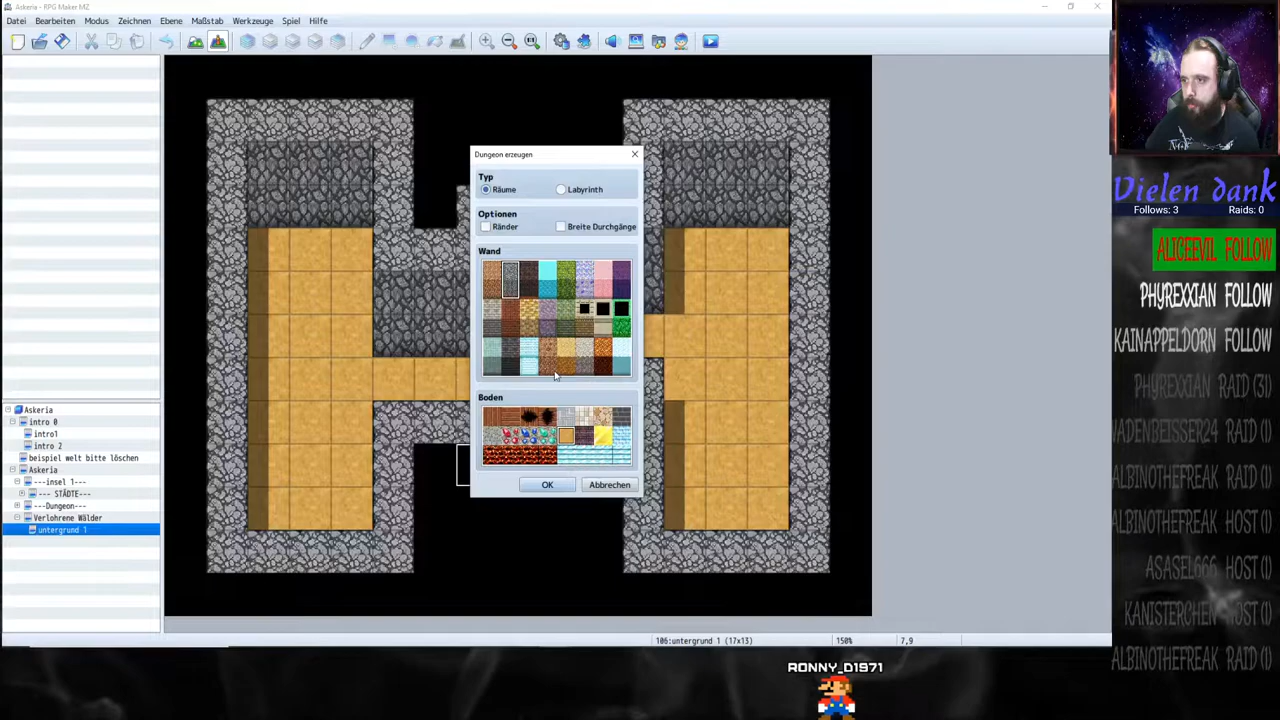 Askeria - RPG Maker MZ
Datei Bearbeiten Modus Zeichnen Ebene Maßstab Werkzeuge Spiel Hilfe
Dungeon erzeugen
Typ
Räume Labyrinth
Optionen
Ränder Breite Durchgänge
Wand
Boden
OK Abbrechen
Askeria
intro 0
intro1
intro 2
beispiel welt bitte löschen
Askeria
---insel 1---
--- STÄDTE---
---Dungeon---
Verlohrene Wälder
untergrund 1
106:untergrund 1 (17x13) 150% 7,9
Vielen dank
Follows: 3 Raids: 0
ALICEEVIL FOLLOW
PHYREXXIAN FOLLOW
KAINAPPELDORN FOLLOW
PHYREXXIAN RAID (3)
NADENREISSER24 RAID (1)
ALBINOTHEFREAK RAID (1)
ALBINOTHEFREAK HOST (1)
ASASEL666 HOST (1)
KANISTERCHEN HOST (1)
ALBINOTHEFREAK RAID (1)
RONNY_D1971